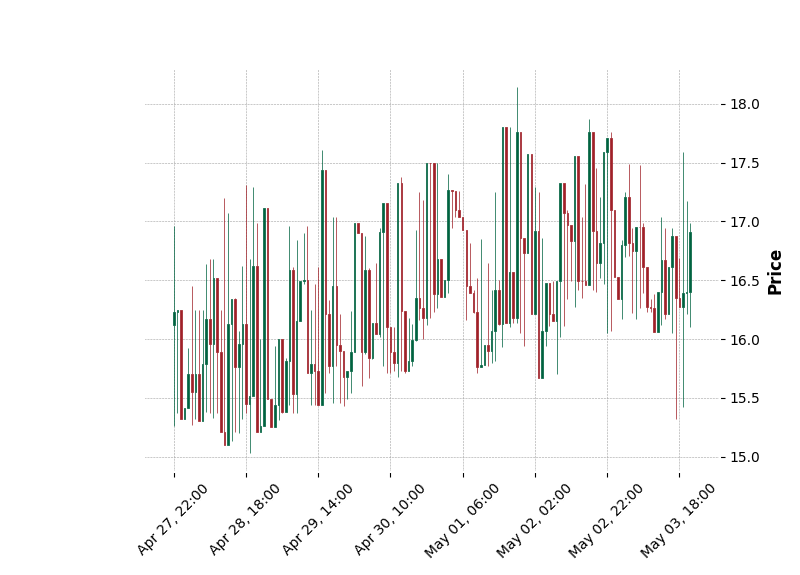 18.0
17.5
17.0
16.5
16.0
15.5
15.0
Price
Apr 27, 22:00
Apr 28, 18:00
Apr 29, 14:00
Apr 30, 10:00
May 01, 06:00
May 02, 02:00
May 02, 22:00
May 03, 18:00